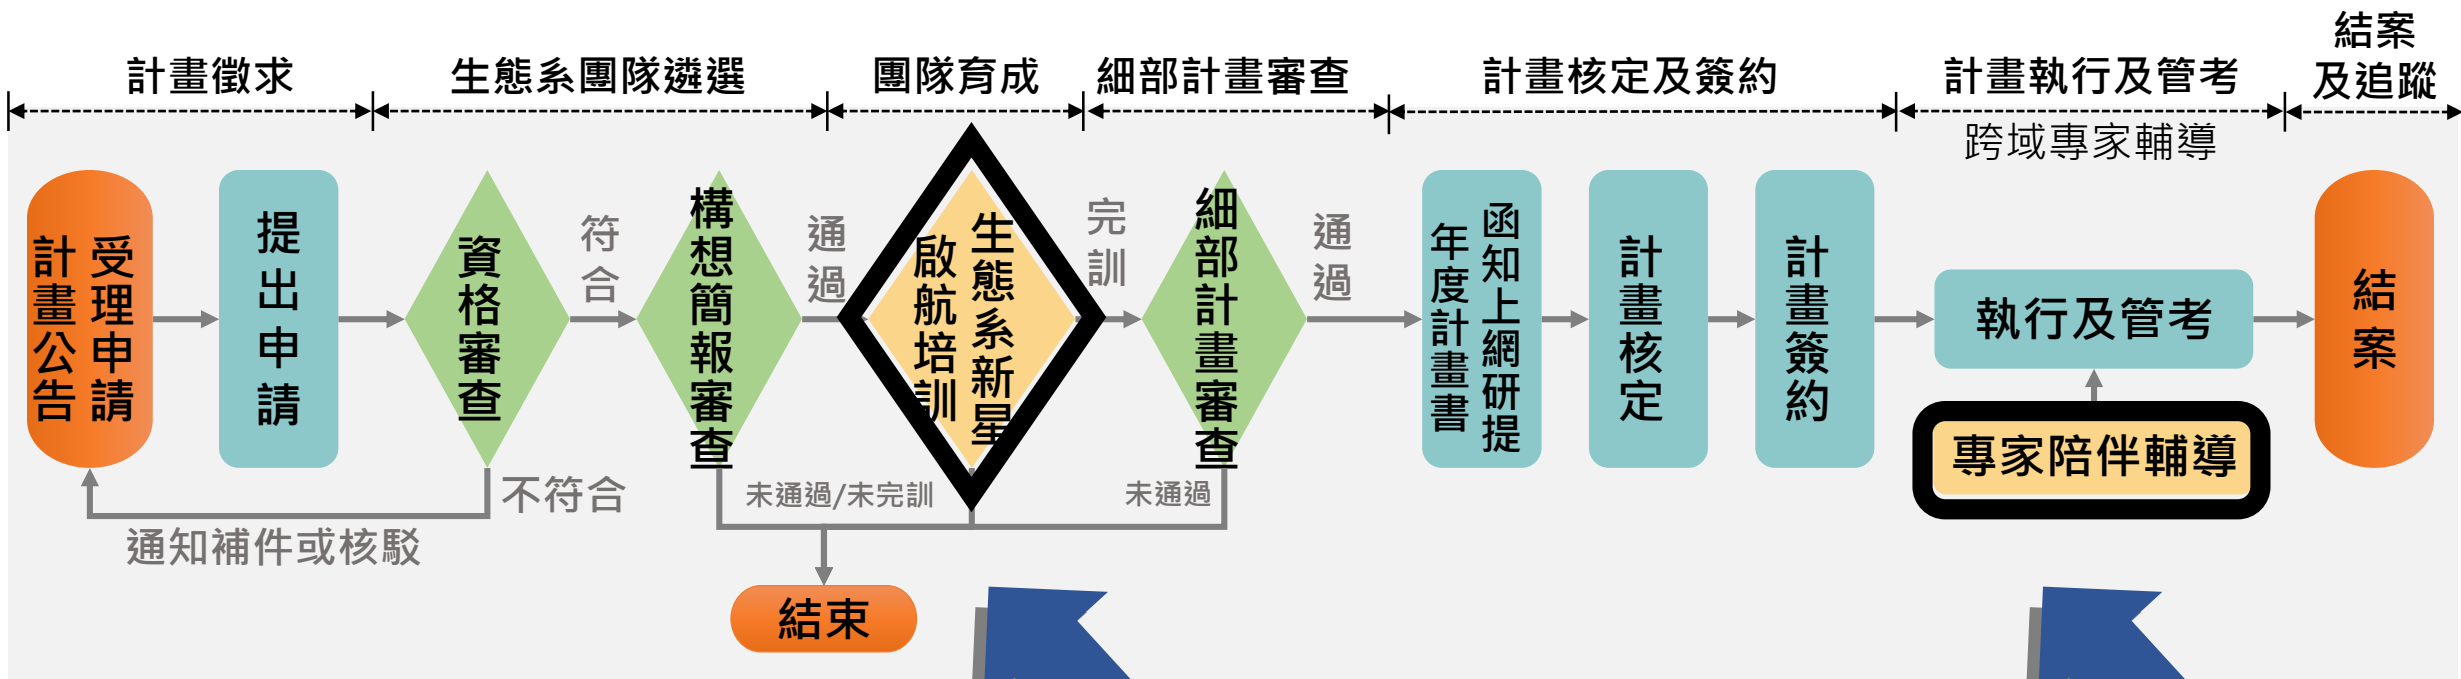 計畫徵求
生態系團隊遴選
團隊育成
細部計畫審查
計畫核定及簽約
計畫執行及管考
結案
及追蹤
跨域專家輔導
受理申請
計畫公告
提出申請
資格審查
符合
構想簡報審查
通過
生態系新星
啟航培訓
完訓
細部計畫審查
通過
函知上網研提
年度計畫書
計畫核定
計畫簽約
執行及管考
專家陪伴輔導
結案
不符合
通知補件或核駁
未通過/未完訓
未通過
結束